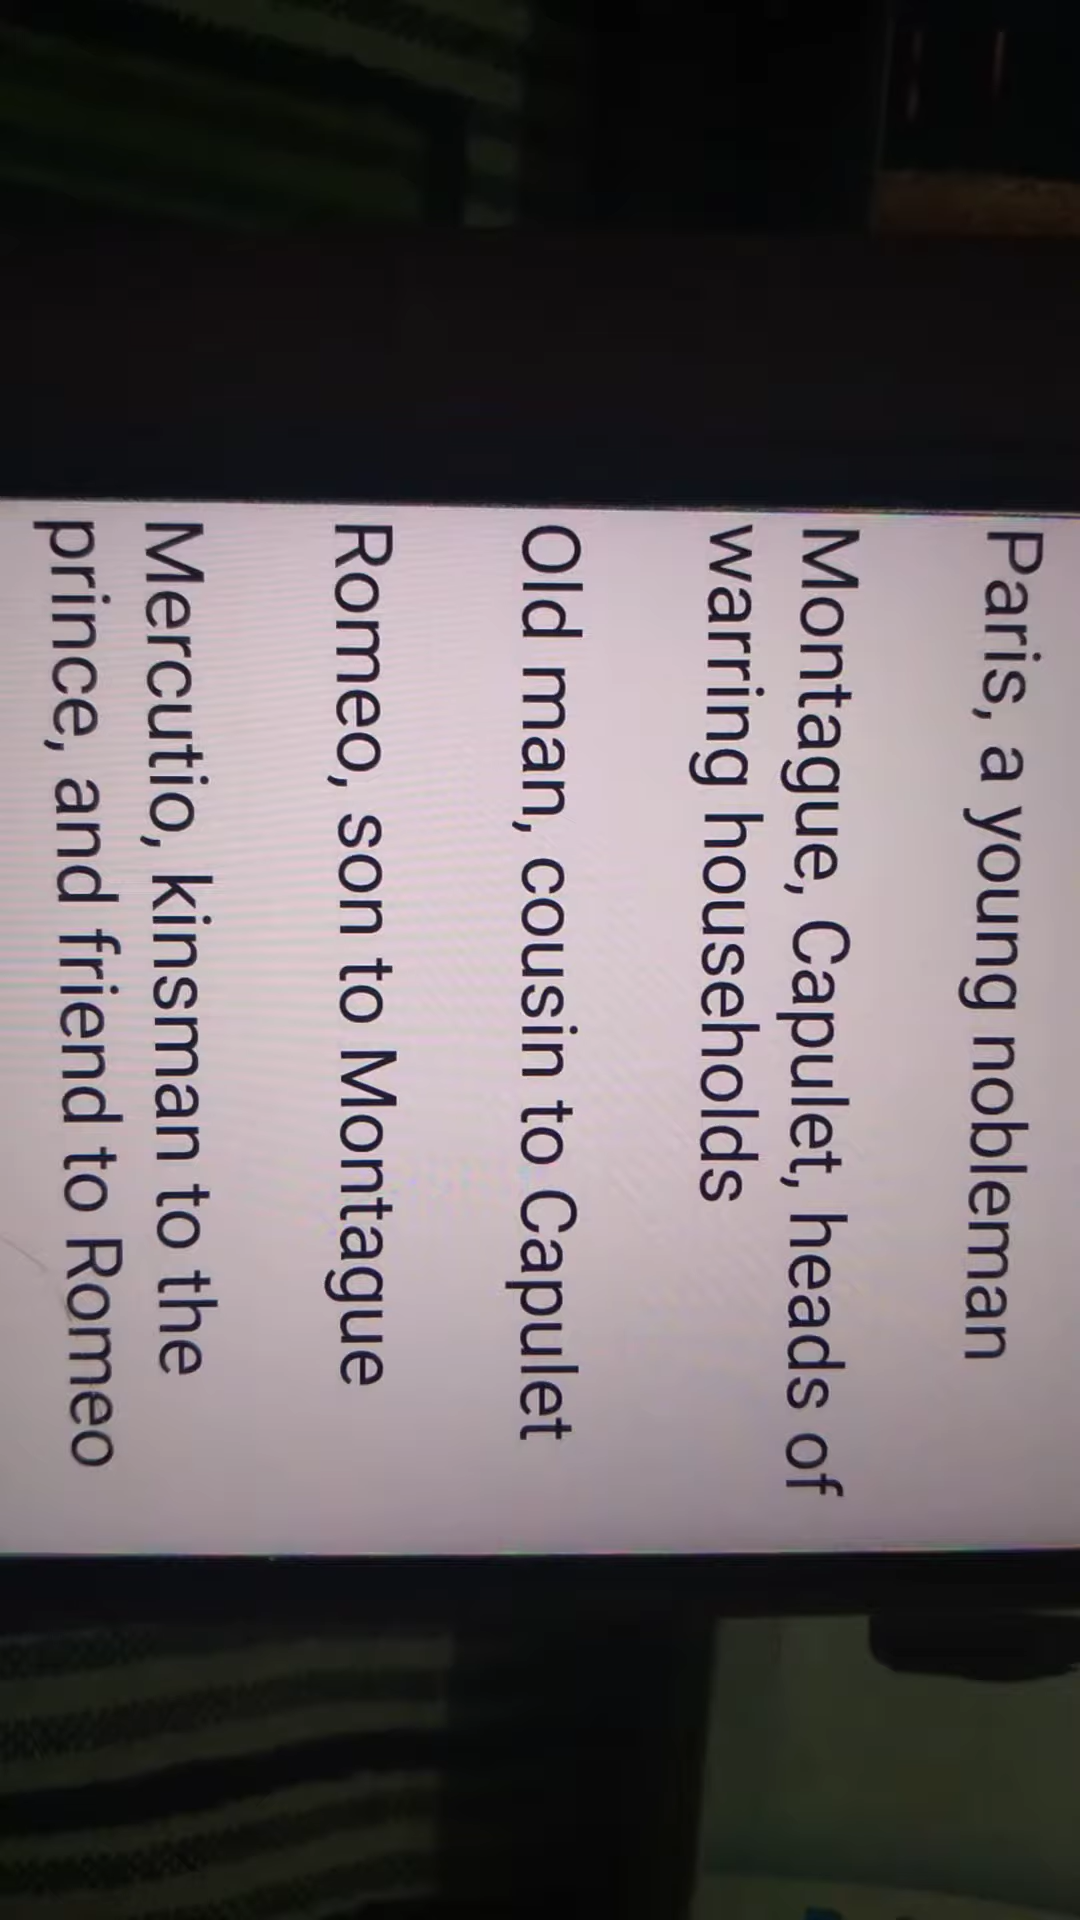 Paris, a young nobleman
Montague, Capulet, heads of
warring households
Old man, cousin to Capulet
Romeo, son to Montague
Mercutio, kinsman to the
prince, and friend to Romeo